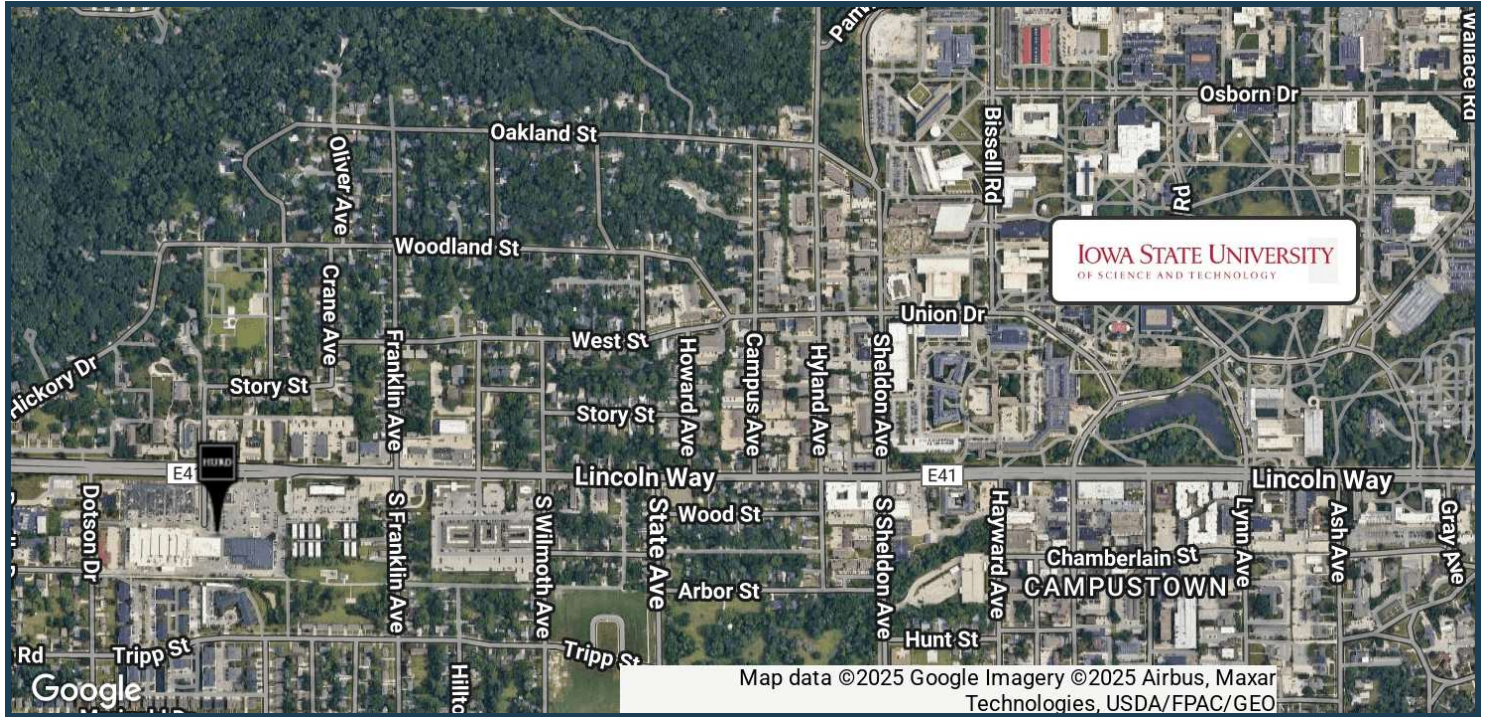 Wallace Rd
Osborn Dr
Oakland St
Bissell Rd
Oliver Ave
Rd
Woodland St
IOWA STATE UNIVERSITY
OF SCIENCE AND TECHNOLOGY
Crane Ave
Union Dr
West St
Franklin Ave
Howard Ave
Campus Ave
Hyland Ave
Sheldon Ave
Hickory Dr
Story St
Story St
HURD
E41
Lincoln Way
E41
Lincoln Way
Dotson Dr
S Franklin Ave
S Wilmoth Ave
State Ave
Wood St
S Sheldon Ave
Hayward Ave
Lynn Ave
Ash Ave
Gray Ave
Chamberlain St
CAMPUSTOWN
Arbor St
Hunt St
Rd
Tripp St
Tripp St
Google
Map data ©2025 Google Imagery ©2025 Airbus, Maxar
Technologies, USDA/FPAC/GEO